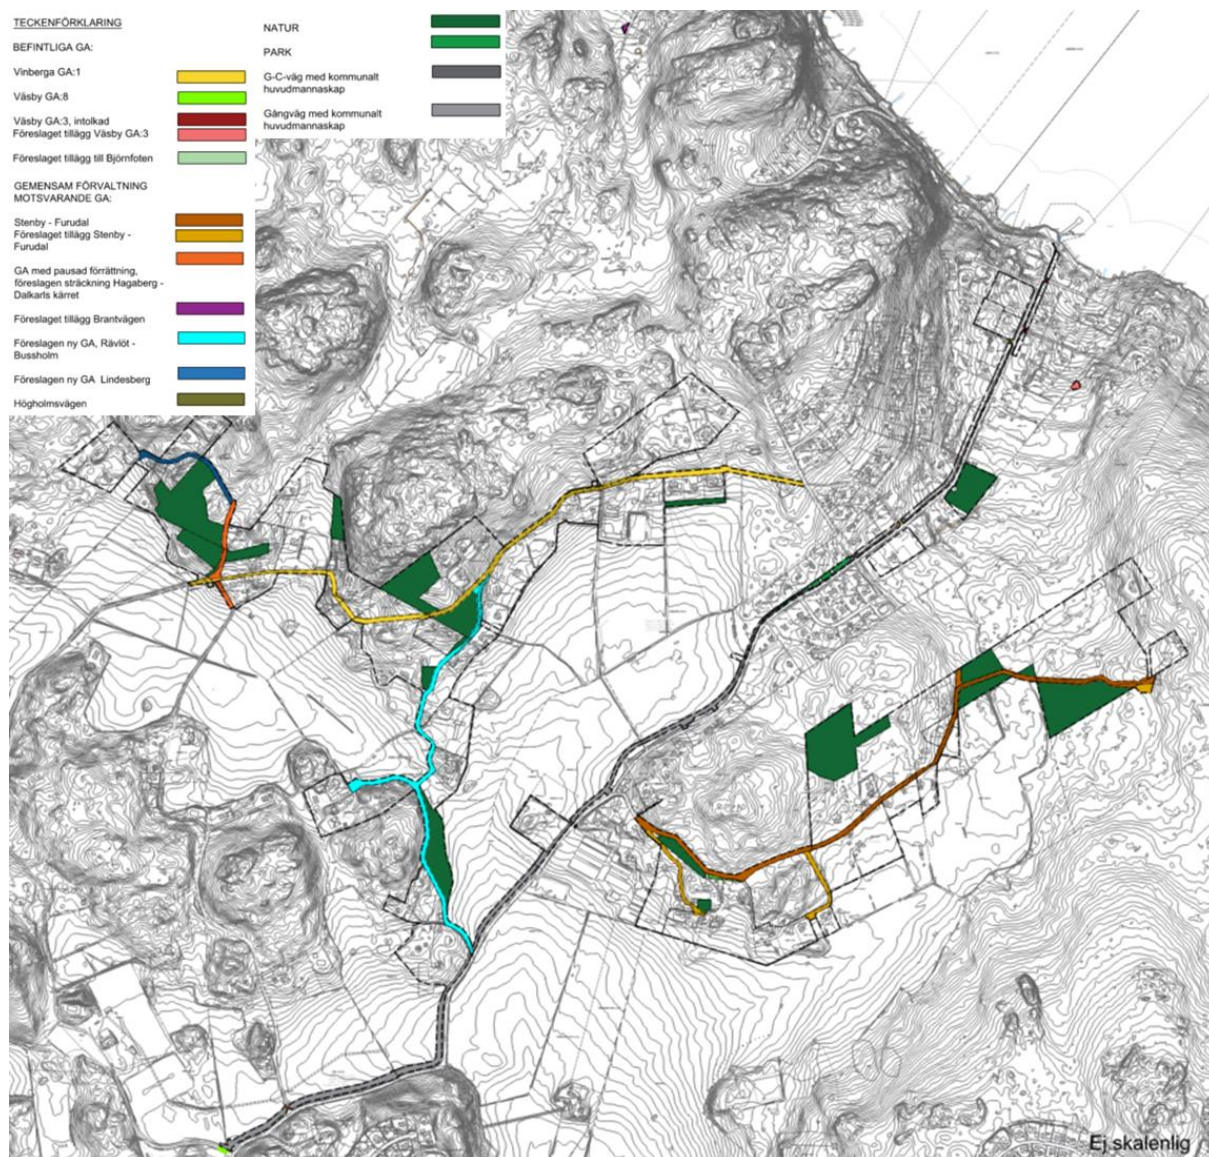 TECKENFÖRKLARING
BEFINTLIGA GA:
Vinberga GA:1
Väsby GA:8
Väsby GA:3, intolkad
Föreslaget tillägg Väsby GA:3
Föreslaget tillägg till Björnfoten
GEMENSAM FÖRVALTNING
MOTSVARANDE GA:
Stenby - Furudal
Föreslaget tillägg Stenby -
Furudal
GA med pausad förrättning,
föreslagen sträckning Hagaberg -
Dalkarls kärret
Föreslaget tillägg Brantvägen
Föreslagen ny GA, Rävlöt -
Bussholm
Föreslagen ny GA Lindesberg
Högholmsvägen
NATUR
PARK
G-C-väg med kommunalt
huvudmannaskap
Gångväg med kommunalt
huvudmannaskap
Ej skalenlig